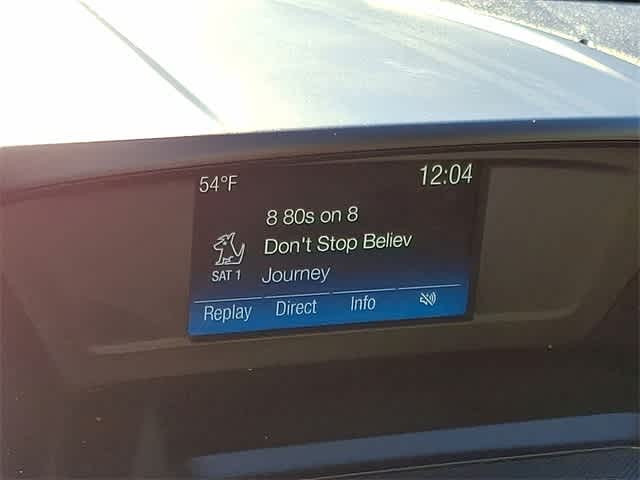 54°F 12:04
8 80s on 8
Don't Stop Believ
SAT 1 Journey
Replay Direct Info